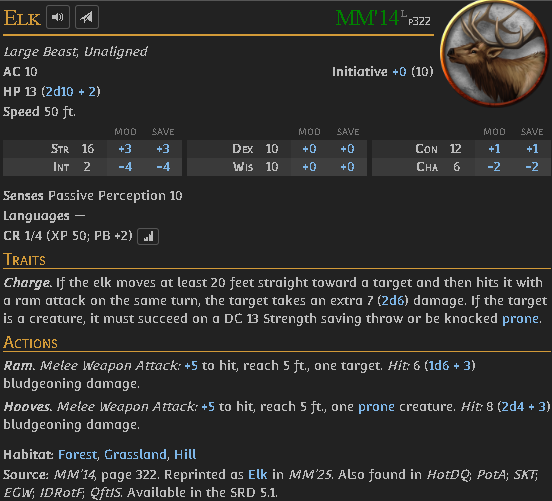 ELK MM'14 L P322
Large Beast, Unaligned
AC 10 Initiative +0 (10)
HP 13 (2d10 + 2)
Speed 50 ft.
MOD SAVE MOD SAVE MOD SAVE
STR 16 +3 +3 DEX 10 +0 +0 CON 12 +1 +1
INT 2 −4 −4 WIS 10 +0 +0 CHA 6 −2 −2
Senses Passive Perception 10
Languages —
CR 1/4 (XP 50; PB +2)
TRAITS
Charge. If the elk moves at least 20 feet straight toward a target and then hits it with
a ram attack on the same turn, the target takes an extra 7 (2d6) damage. If the target
is a creature, it must succeed on a DC 13 Strength saving throw or be knocked prone.
ACTIONS
Ram. Melee Weapon Attack: +5 to hit, reach 5 ft., one target. Hit: 6 (1d6 + 3)
bludgeoning damage.
Hooves. Melee Weapon Attack: +5 to hit, reach 5 ft., one prone creature. Hit: 8 (2d4 + 3)
bludgeoning damage.
Habitat: Forest, Grassland, Hill
Source: MM'14, page 322. Reprinted as Elk in MM'25. Also found in HotDQ; PotA; SKT;
EGW; IDRotF; QftIS. Available in the SRD 5.1.